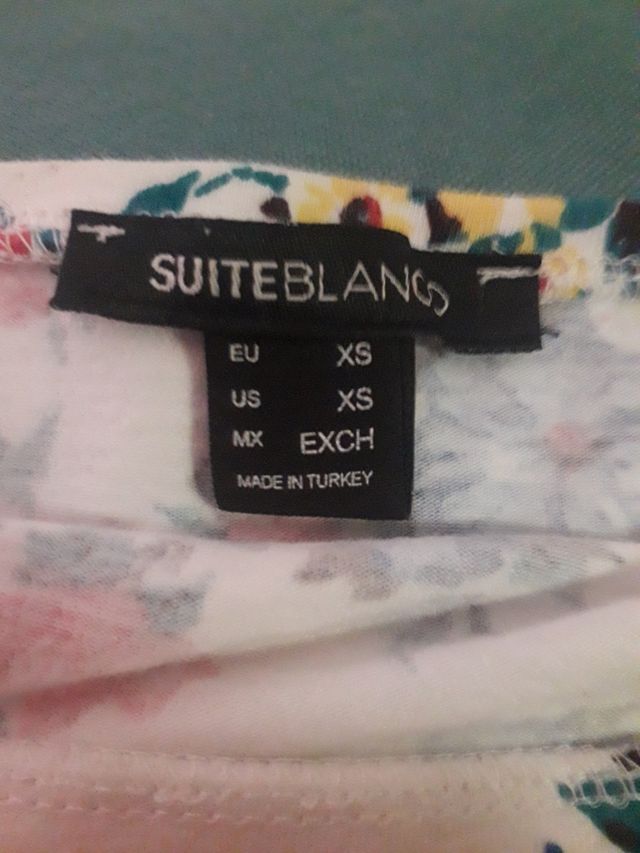 SUITEBLANCO
EU XS
US XS
MX EXCH
MADE IN TURKEY